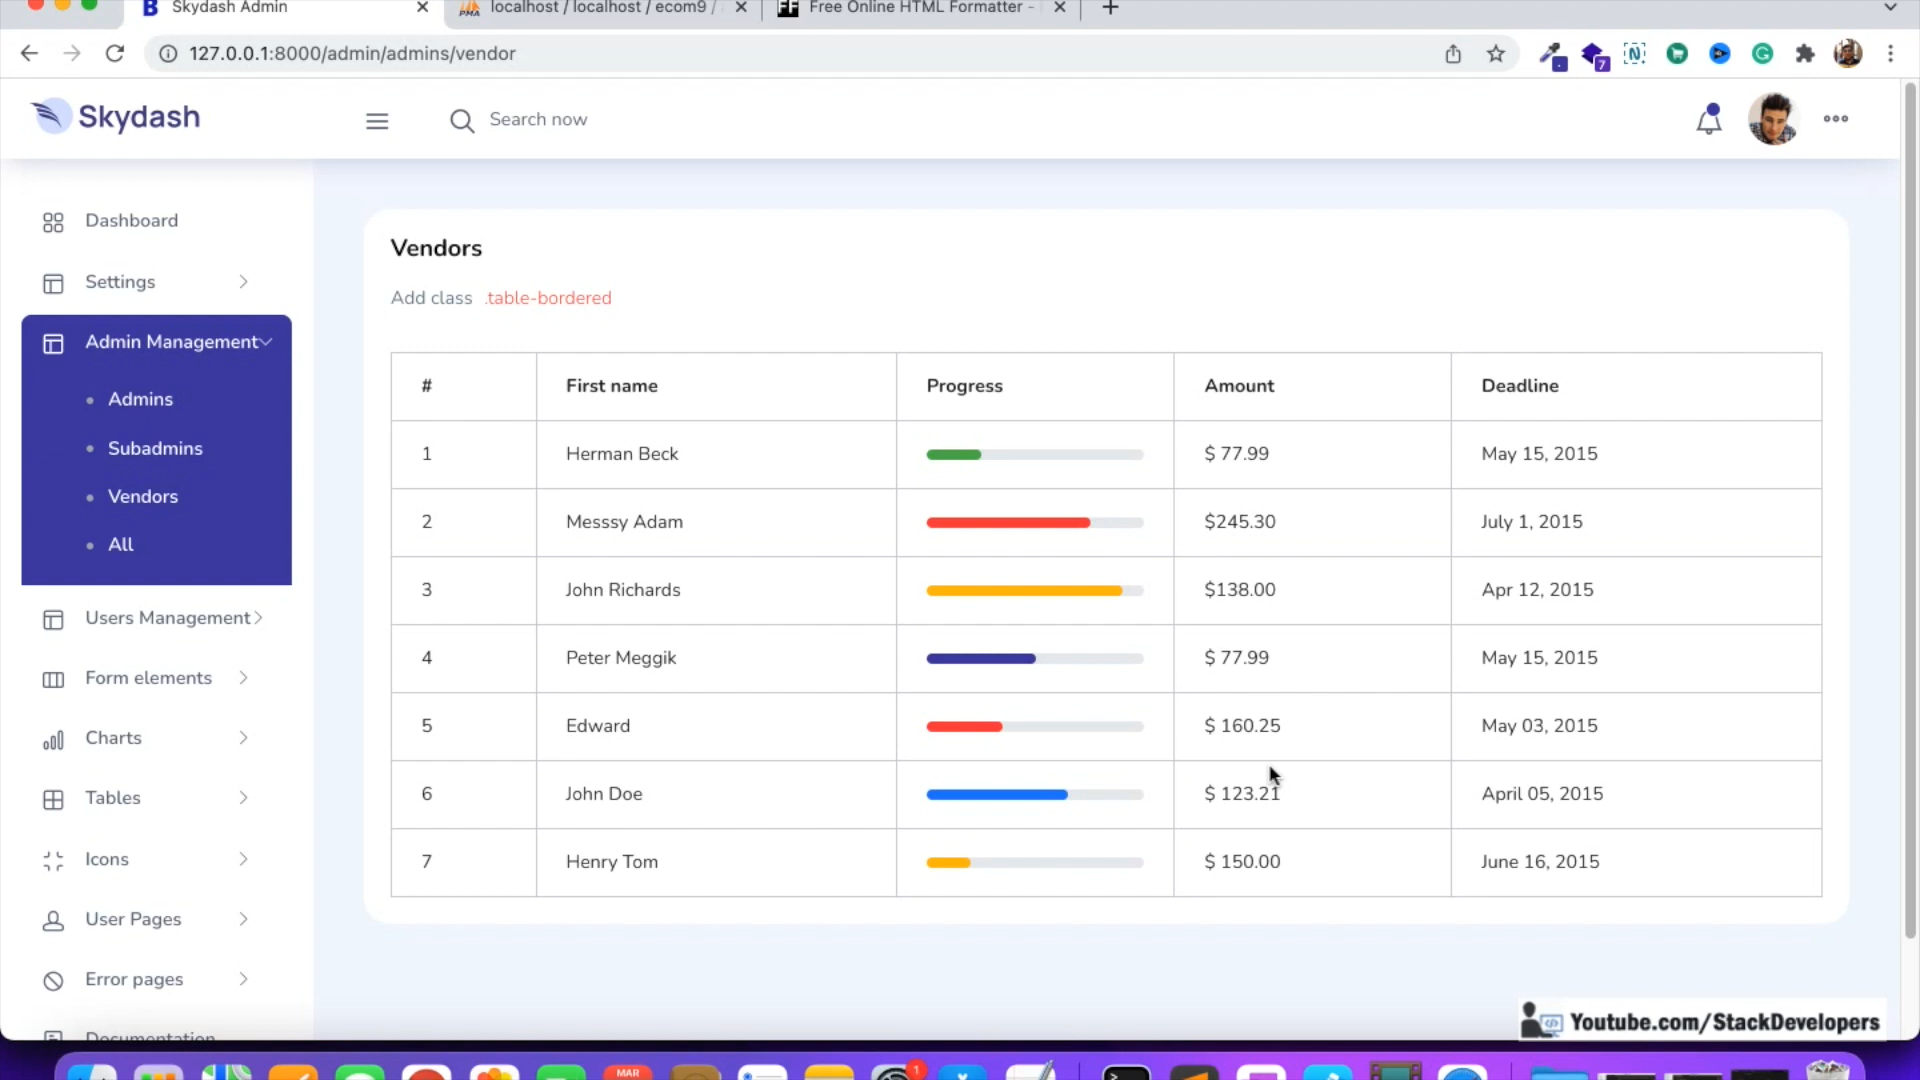 Skydash Admin
localhost / localhost / ecom9 /
FF Free Online HTML Formatter -
127.0.0.1:8000/admin/admins/vendor
7
Skydash
Search now
Dashboard
Settings
Admin Management
Admins
Subadmins
Vendors
All
Users Management
Form elements
Charts
Tables
Icons
User Pages
Error pages
Documentation
Vendors
Add class .table-bordered
# First name Progress Amount Deadline
1 Herman Beck $ 77.99 May 15, 2015
2 Messsy Adam $245.30 July 1, 2015
3 John Richards $138.00 Apr 12, 2015
4 Peter Meggik $ 77.99 May 15, 2015
5 Edward $ 160.25 May 03, 2015
6 John Doe $ 123.21 April 05, 2015
7 Henry Tom $ 150.00 June 16, 2015
Youtube.com/StackDevelopers
MAR
1